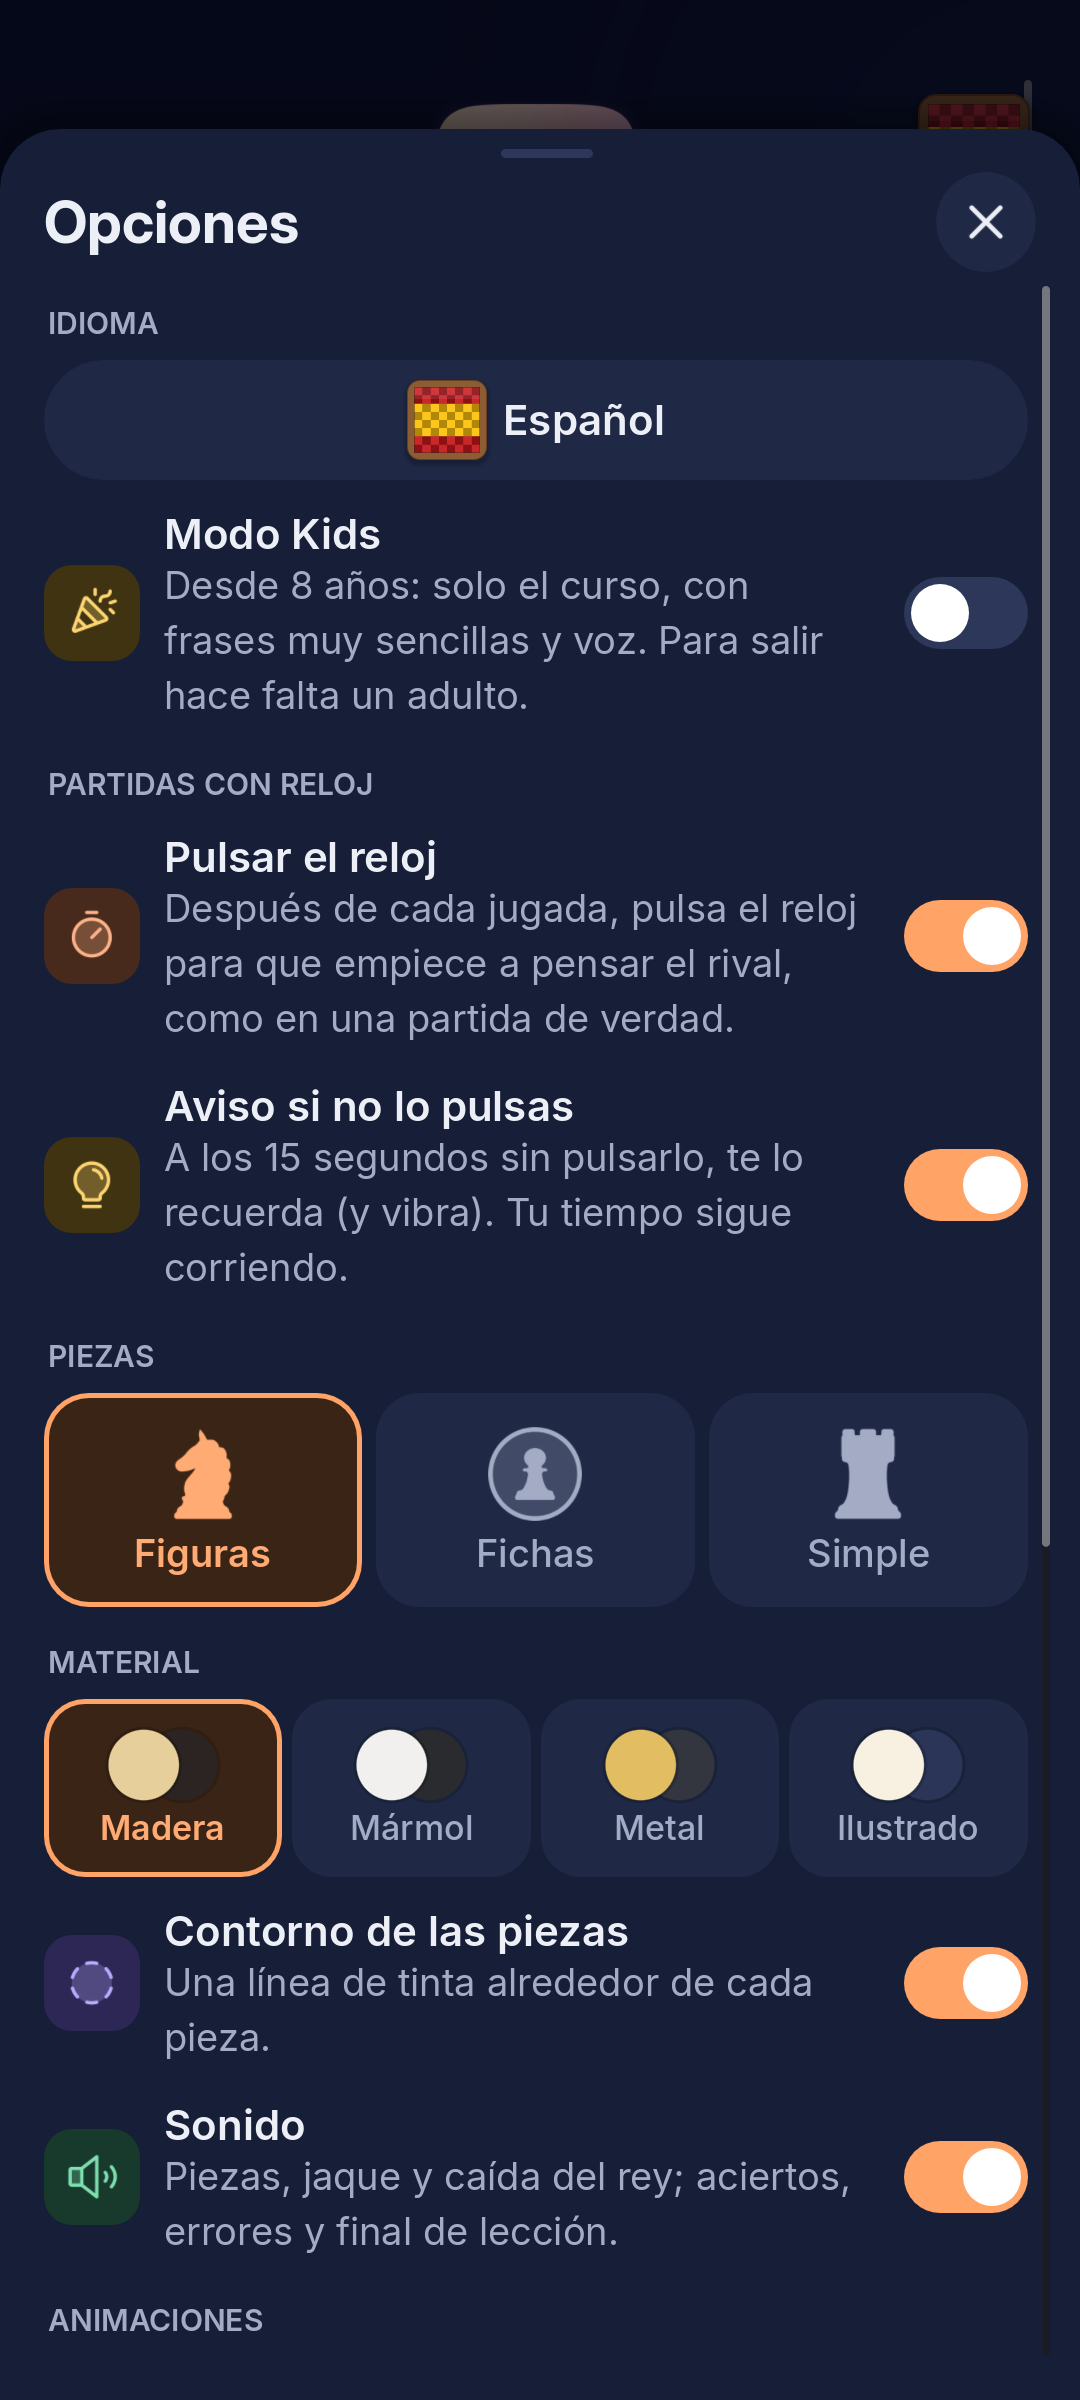 Opciones
IDIOMA
Español
Modo Kids
Desde 8 años: solo el curso, con
frases muy sencillas y voz. Para salir
hace falta un adulto.
PARTIDAS CON RELOJ
Pulsar el reloj
Después de cada jugada, pulsa el reloj
para que empiece a pensar el rival,
como en una partida de verdad.
Aviso si no lo pulsas
A los 15 segundos sin pulsarlo, te lo
recuerda (y vibra). Tu tiempo sigue
corriendo.
PIEZAS
Figuras
Fichas
Simple
MATERIAL
Madera
Mármol
Metal
Ilustrado
Contorno de las piezas
Una línea de tinta alrededor de cada
pieza.
Sonido
Piezas, jaque y caída del rey; aciertos,
errores y final de lección.
ANIMACIONES